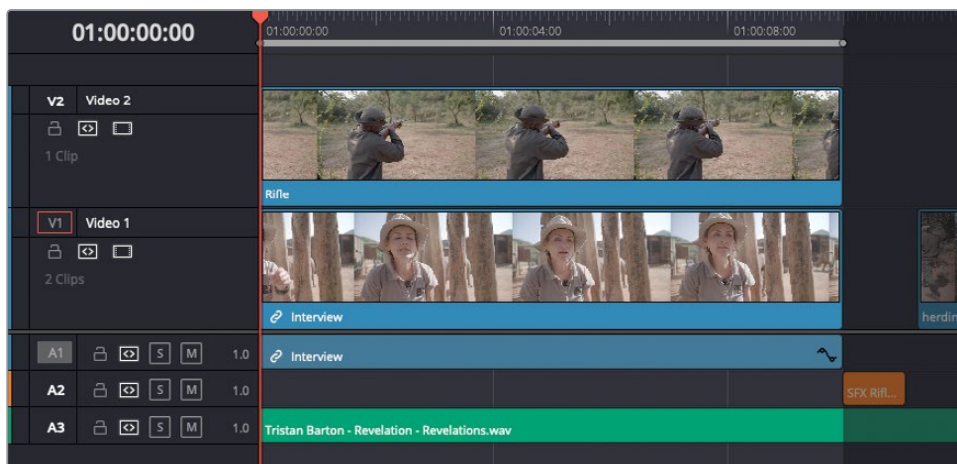 01:00:00:00
01:00:00:00 01:00:04:00 01:00:08:00
V2 Video 2
1 Clip
Rifle
V1 Video 1
2 Clips
Interview
herdin
A1 S M 1.0
Interview
A2 S M 1.0
SFX Rifl...
A3 S M 1.0
Tristan Barton - Revelation - Revelations.wav